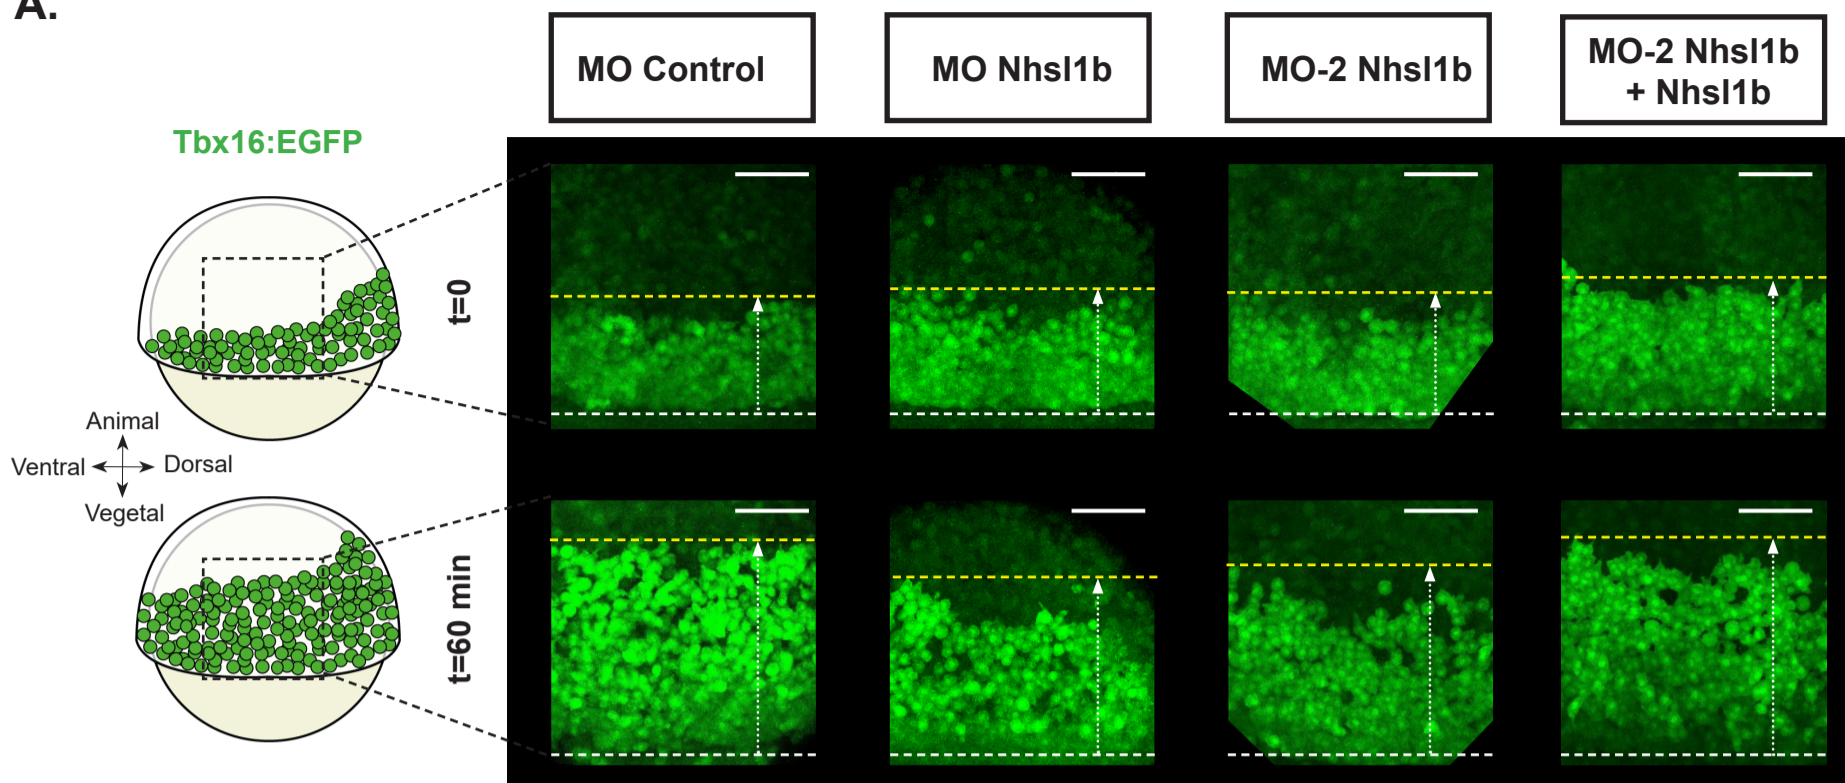 A.
MO Control
MO Nhsl1b
MO-2 Nhsl1b
MO-2 Nhsl1b
+ Nhsl1b
Tbx16:EGFP
t=0
Animal
Ventral
Dorsal
Vegetal
t=60 min